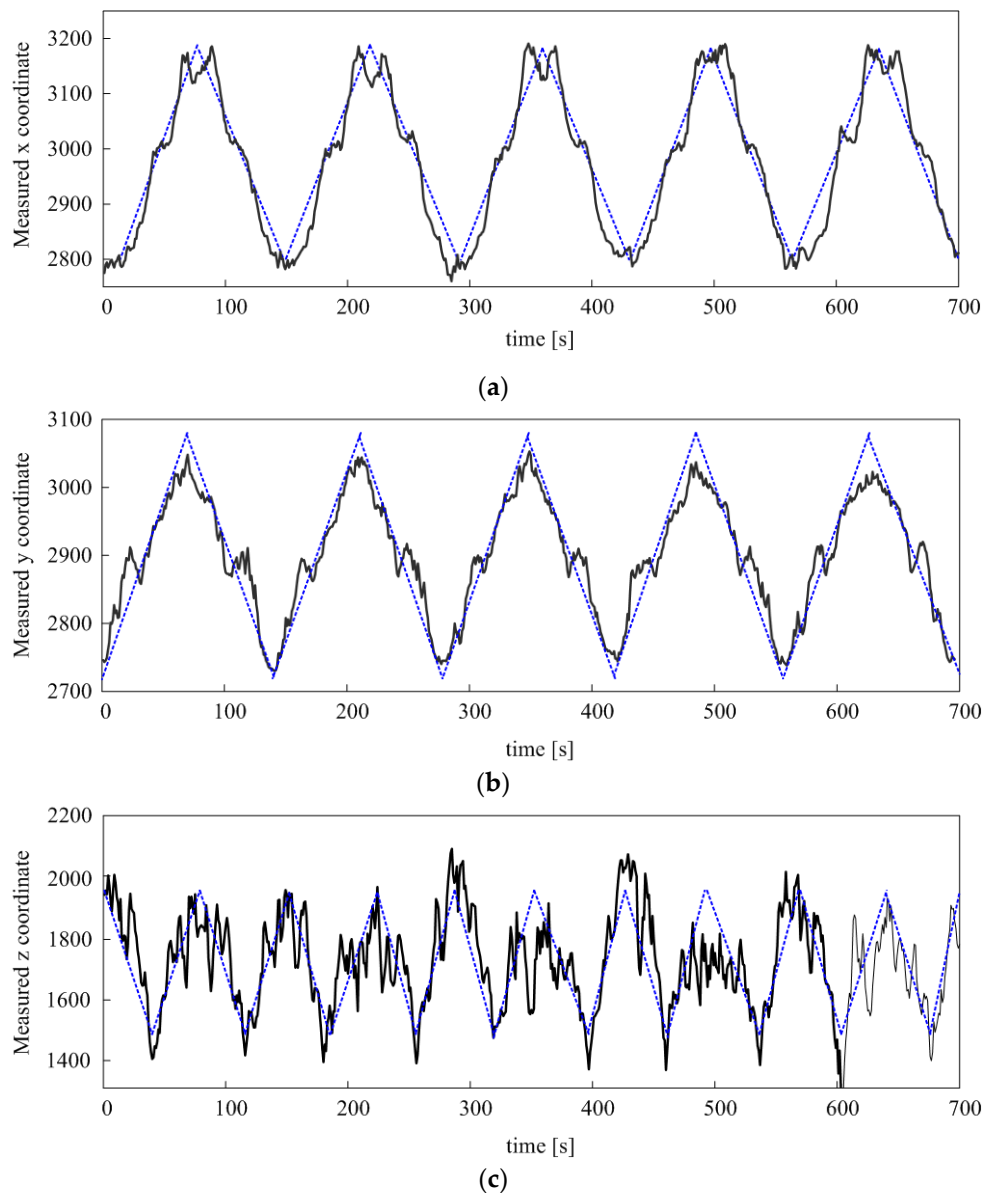 3200
3100
3000
2900
2800
Measured x coordinate
0 100 200 300 400 500 600 700
time [s]
(a)
3100
3000
2900
2800
2700
Measured y coordinate
0 100 200 300 400 500 600 700
time [s]
(b)
2200
2000
1800
1600
1400
Measured z coordinate
0 100 200 300 400 500 600 700
time [s]
(c)